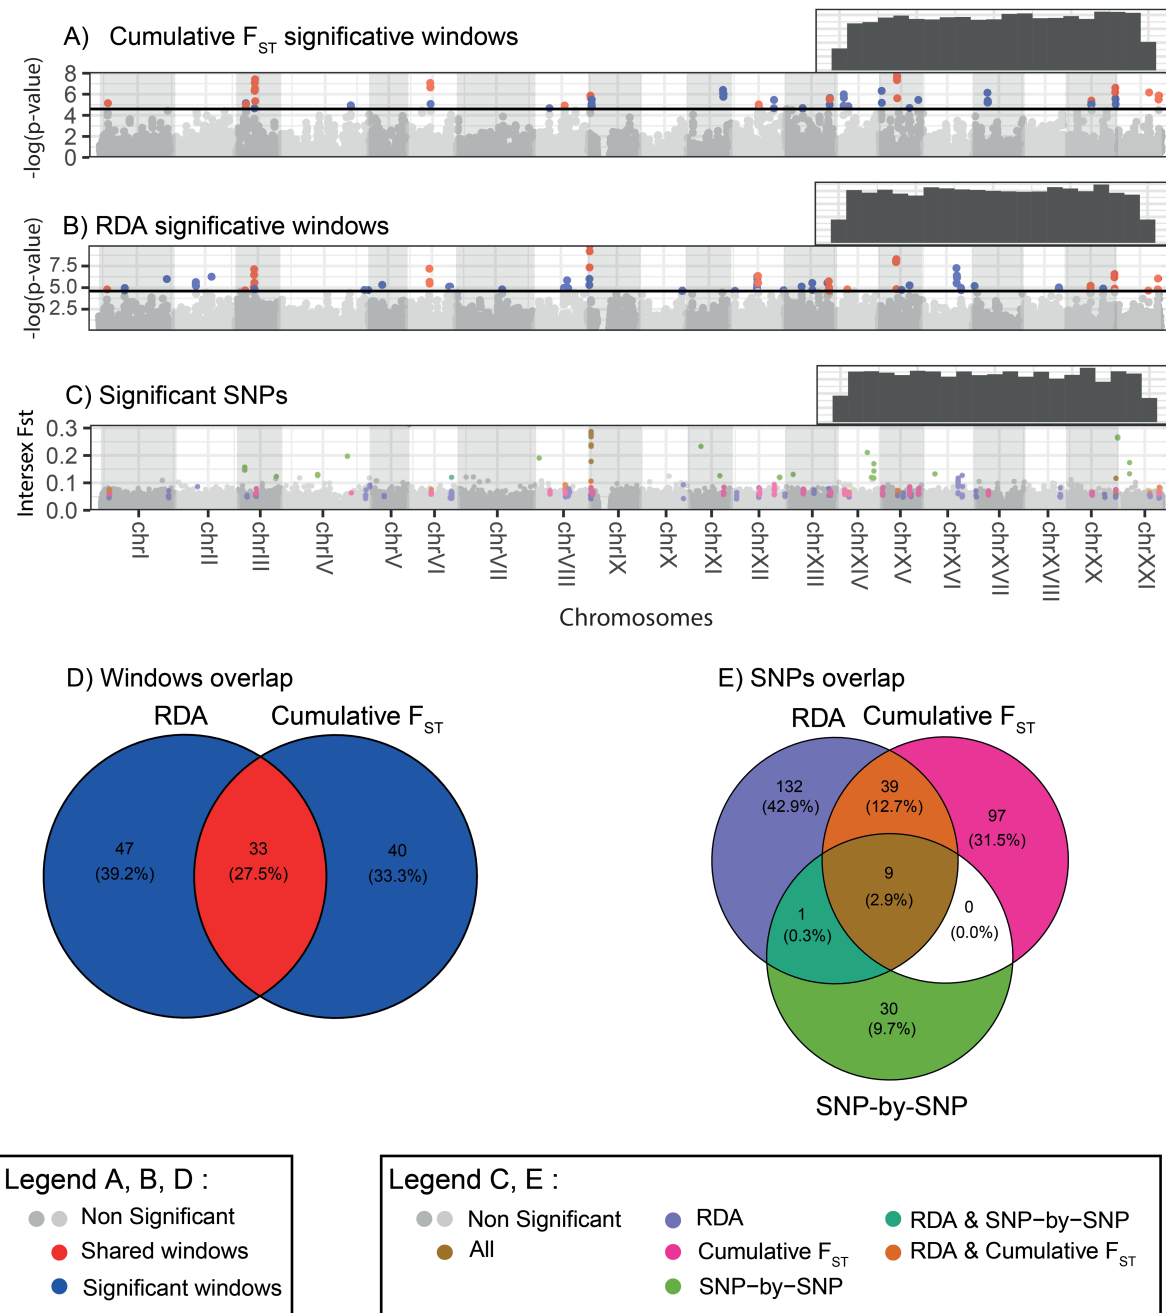 A) Cumulative FST significative windows
-log(p-value)
8
6
4
2
0
B) RDA significative windows
-log(p-value)
7.5
5.0
2.5
C) Significant SNPs
Intersex Fst
0.3
0.2
0.1
0.0
chrI
chrII
chrIII
chrIV
chrV
chrVI
chrVII
chrVIII
chrIX
chrX
chrXI
chrXII
chrXIII
chrXIV
chrXV
chrXVI
chrXVII
chrXVIII
chrXX
chrXXI
Chromosomes
D) Windows overlap
RDA
Cumulative FST
47
(39.2%)
33
(27.5%)
40
(33.3%)
E) SNPs overlap
RDA
Cumulative FST
132
(42.9%)
39
(12.7%)
97
(31.5%)
9
(2.9%)
1
(0.3%)
0
(0.0%)
30
(9.7%)
SNP-by-SNP
Legend A, B, D :
Non Significant
Shared windows
Significant windows
Legend C, E :
Non Significant
All
RDA
Cumulative FST
SNP−by−SNP
RDA & SNP−by−SNP
RDA & Cumulative FST